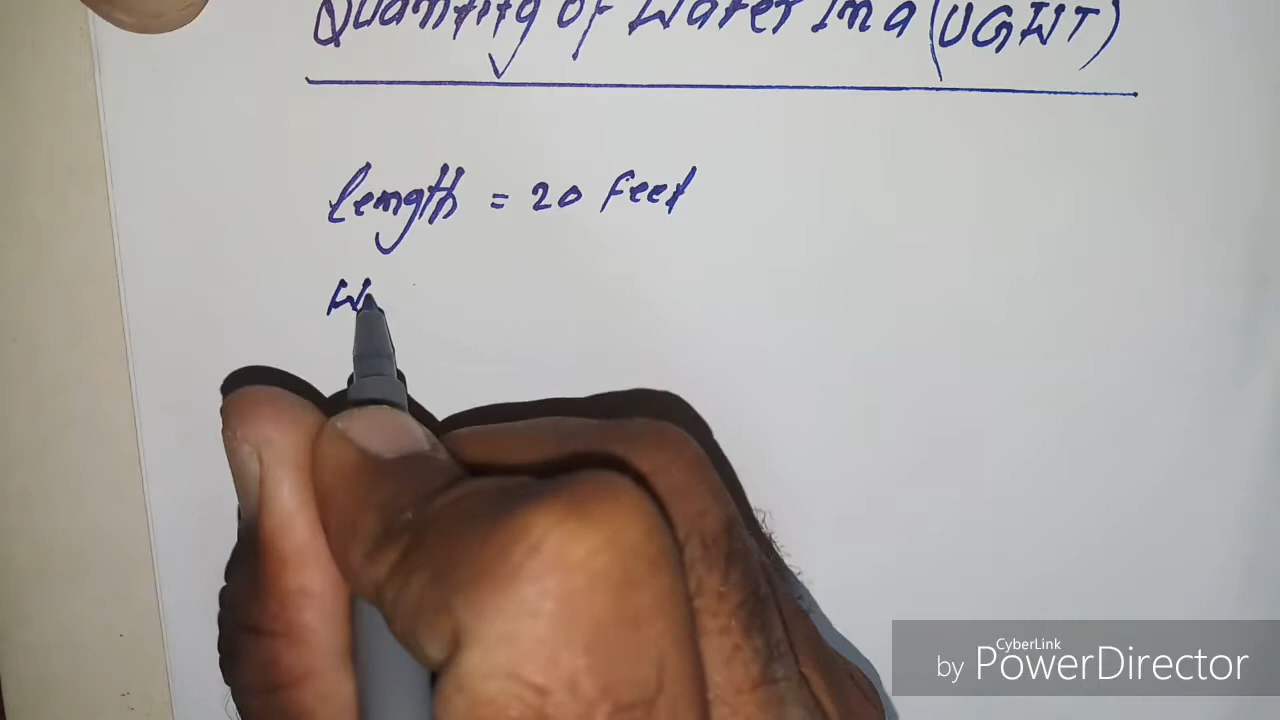 Quantity of Water In a (UGWT)
length = 20 feet
W
CyberLink
by PowerDirector